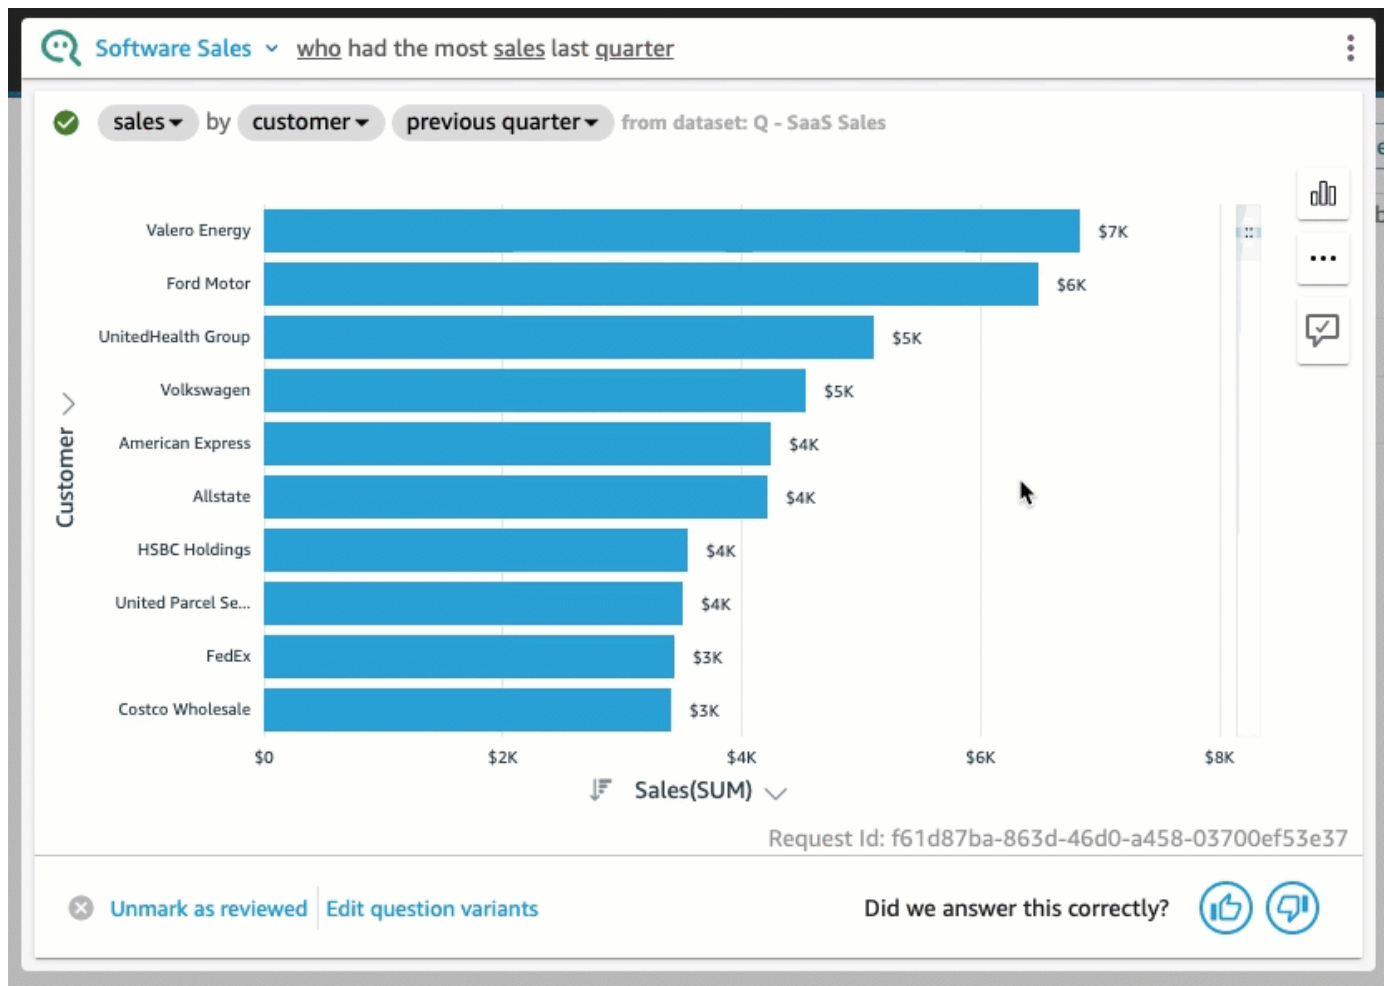 Software Sales who had the most sales last quarter
sales by customer previous quarter from dataset: Q - SaaS Sales
Customer
Valero Energy $7K
Ford Motor $6K
UnitedHealth Group $5K
Volkswagen $5K
American Express $4K
Allstate $4K
HSBC Holdings $4K
United Parcel Se... $4K
FedEx $3K
Costco Wholesale $3K
$0 $2K $4K $6K $8K
Sales(SUM)
Request Id: f61d87ba-863d-46d0-a458-03700ef53e37
Unmark as reviewed Edit question variants Did we answer this correctly?